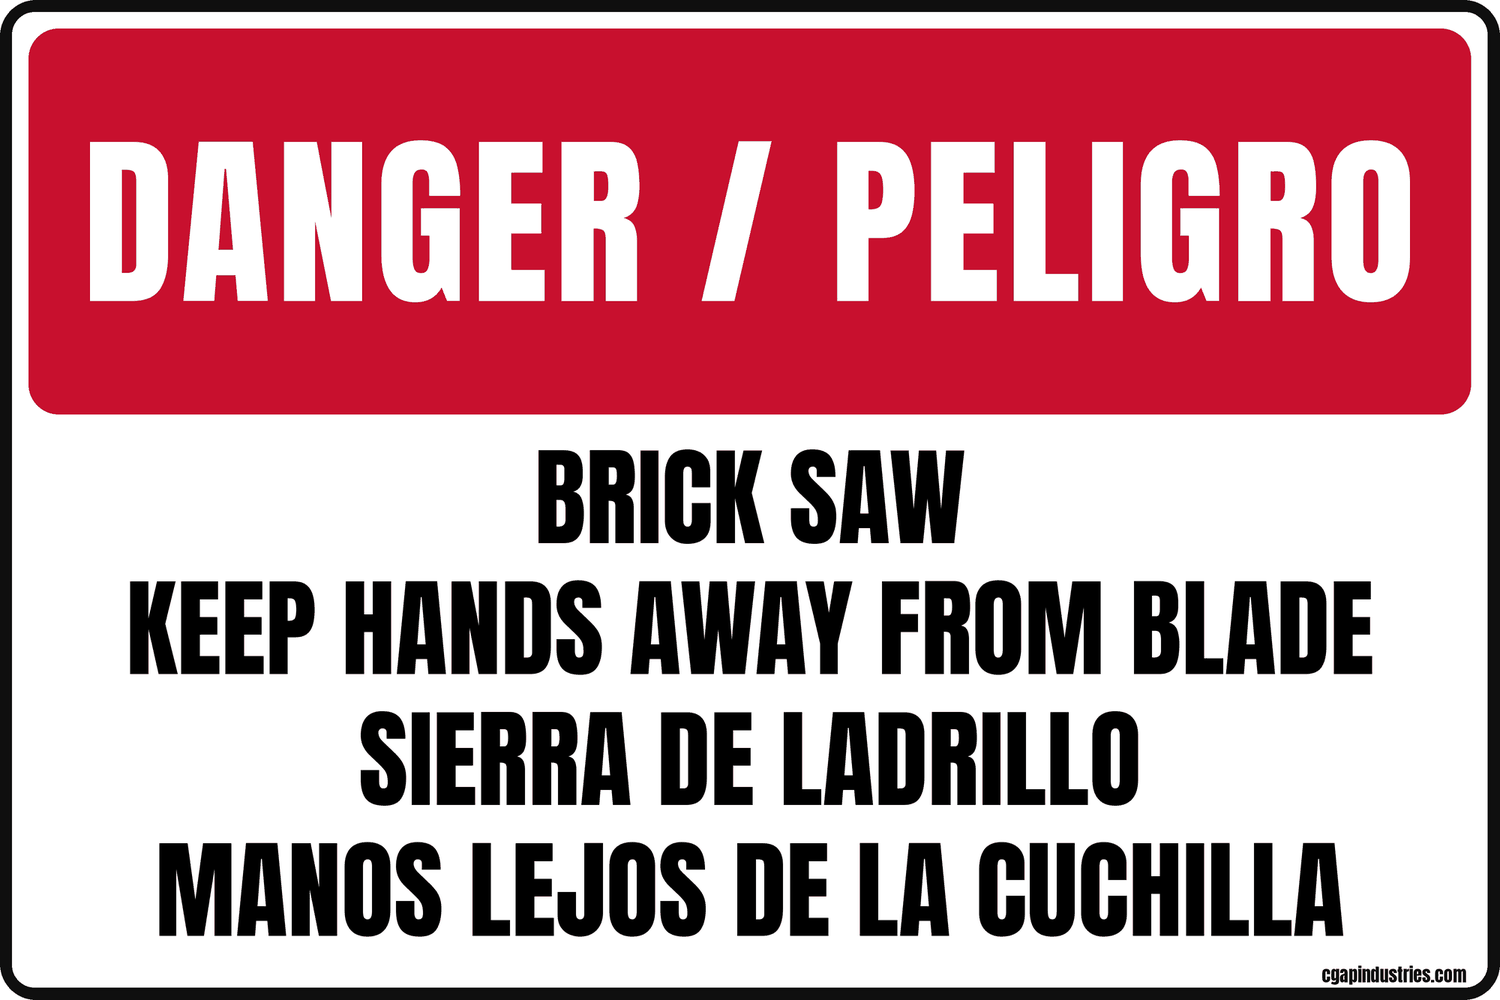 DANGER / PELIGRO
BRICK SAW
KEEP HANDS AWAY FROM BLADE
SIERRA DE LADRILLO
MANOS LEJOS DE LA CUCHILLA
cgapindustries.com